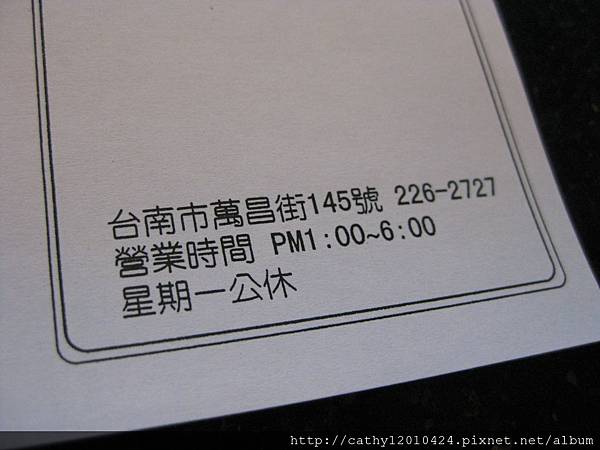 台南市萬昌街145號 226-2727
營業時間 PM1:00~6:00
星期一公休
http://cathy12010424.pixnet.net/album